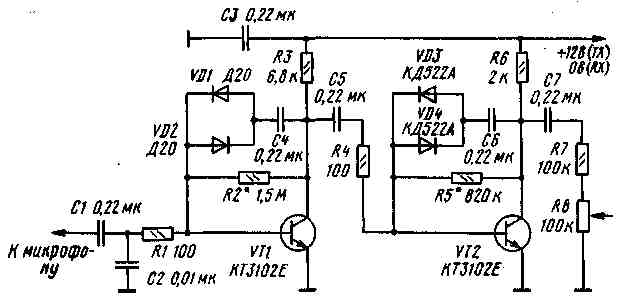 C3 0,22 мк
+12В (TX)
0В (RX)
R3
6,8 к
VD1 Д20
C5
0,22 мк
VD3
КД522А
R6
2 к
C7
0,22 мк
VD2
Д20
C4
0,22 мк
VD4
КД522А
C6
0,22 мк
R4
100
R7
100к
R2* 1,5 М
R5* 820 к
R8
100к
C1 0,22 мк
К микрофо-
ну
R1 100
C2 0,01 мк
VT1
КТ3102Е
VT2
КТ3102Е